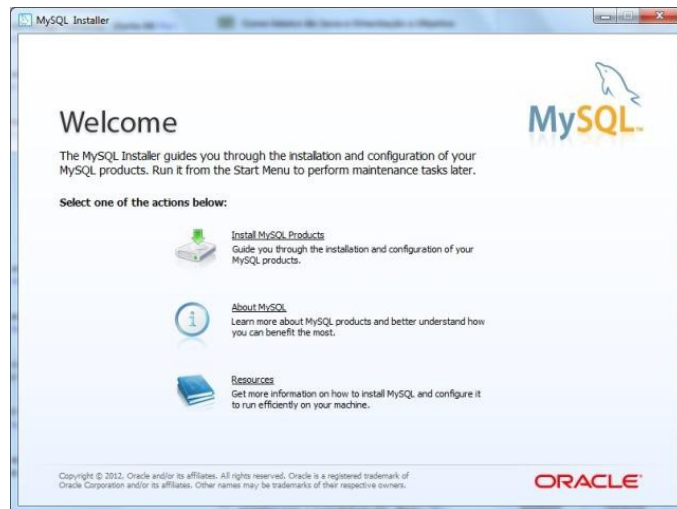 MySQL Installer
MySQL™
Welcome
The MySQL Installer guides you through the installation and configuration of your
MySQL products. Run it from the Start Menu to perform maintenance tasks later.
Select one of the actions below:
Install MySQL Products
Guide you through the installation and configuration of your
MySQL products.
About MySQL
Learn more about MySQL products and better understand how
you can benefit the most.
Resources
Get more information on how to install MySQL and configure it
to run efficiently on your machine.
Copyright © 2012, Oracle and/or its affiliates. All rights reserved. Oracle is a registered trademark of
Oracle Corporation and/or its affiliates. Other names may be trademarks of their respective owners.
ORACLE